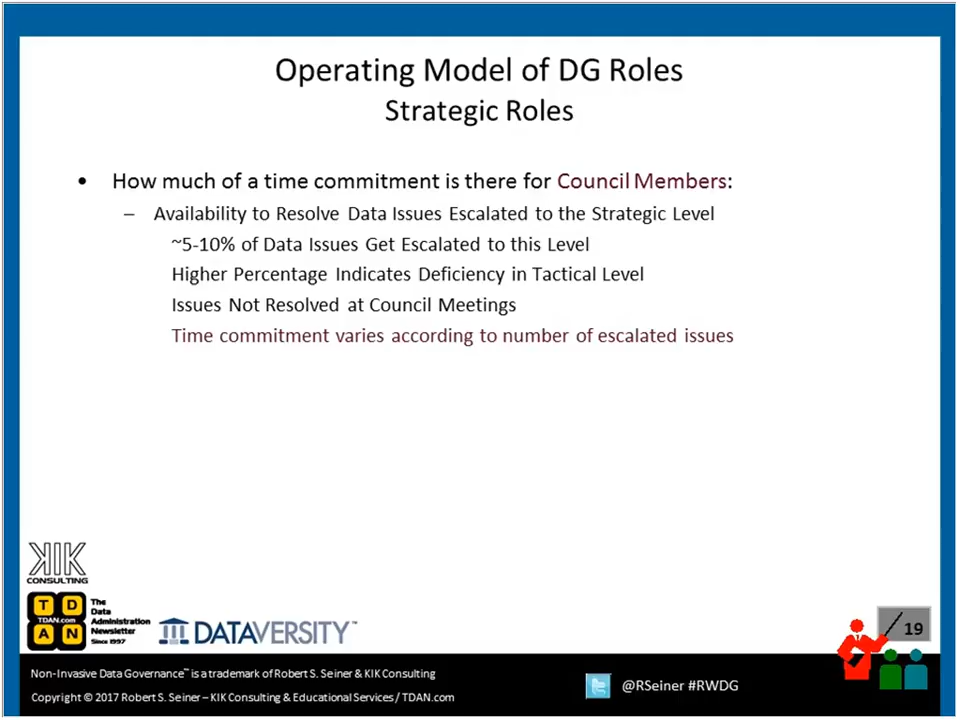 Operating Model of DG Roles
Strategic Roles
• How much of a time commitment is there for Council Members:
– Availability to Resolve Data Issues Escalated to the Strategic Level
~5-10% of Data Issues Get Escalated to this Level
Higher Percentage Indicates Deficiency in Tactical Level
Issues Not Resolved at Council Meetings
Time commitment varies according to number of escalated issues
KIK
CONSULTING
T D
TDAN.com
A N
The
Data
Administration
Newsletter
Since 1997
DATAVERSITY™
19
Non-Invasive Data Governance™ is a trademark of Robert S. Seiner & KIK Consulting
Copyright © 2017 Robert S. Seiner – KIK Consulting & Educational Services / TDAN.com
@RSeiner #RWDG